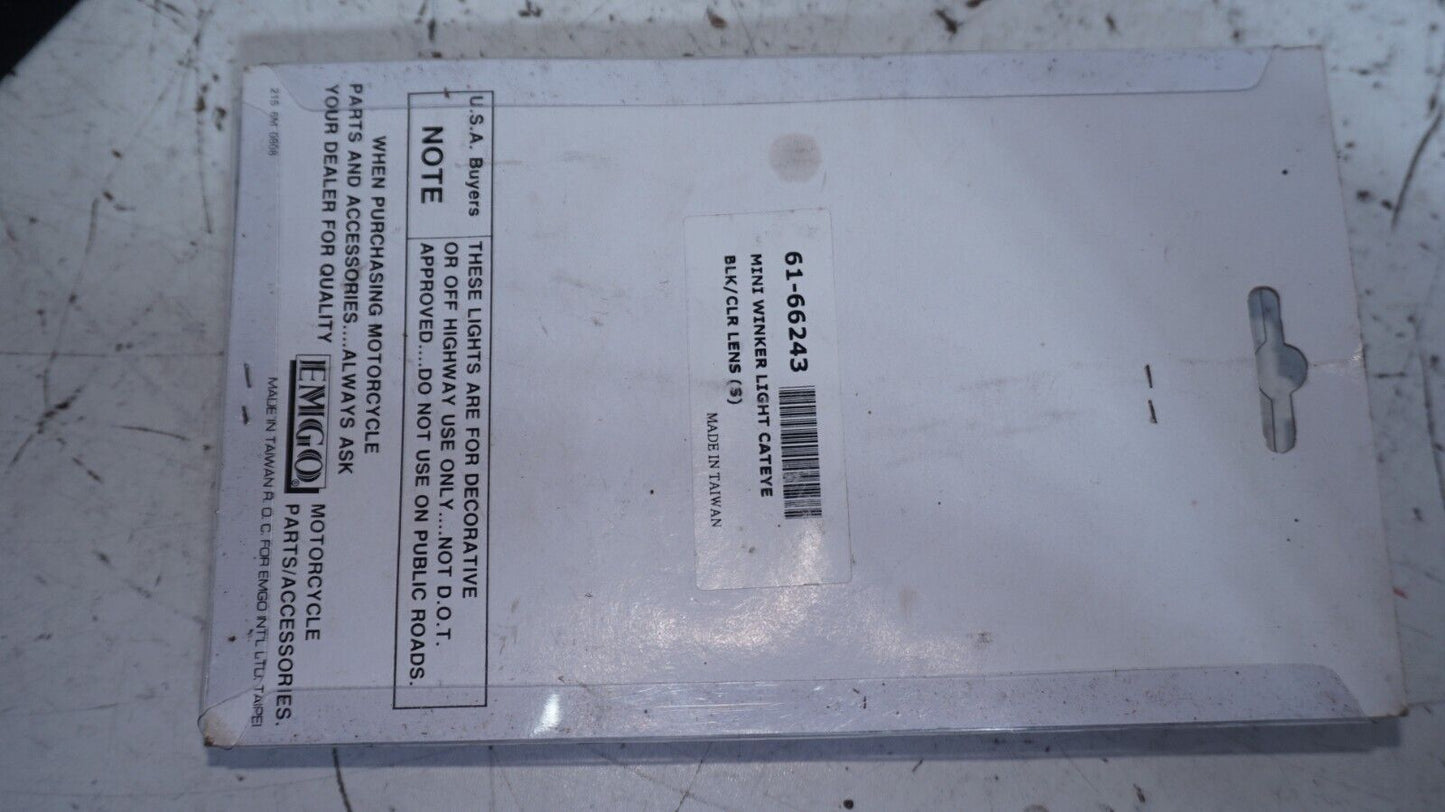 61-66243
MINI WINKER LIGHT CATEYE
BLK/CLR LENS (S)
MADE IN TAIWAN
U.S.A. Buyers
NOTE
THESE LIGHTS ARE FOR DECORATIVE
OR OFF HIGHWAY USE ONLY....NOT D.O.T.
APPROVED....DO NOT USE ON PUBLIC ROADS.
WHEN PURCHASING MOTORCYCLE
PARTS AND ACCESSORIES....ALWAYS ASK
YOUR DEALER FOR QUALITY EMGO® MOTORCYCLE
PARTS/ACCESSORIES.
MADE IN TAIWAN R.O.C. FOR EMGO INT'L LTD. TAIPEI